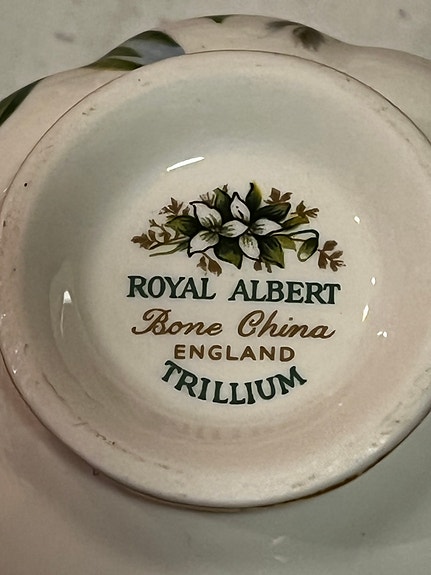 ROYAL ALBERT
Bone China
ENGLAND
TRILLIUM